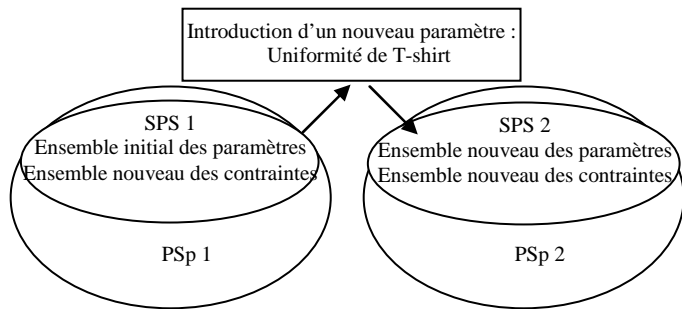 Introduction d'un nouveau paramètre :
Uniformité de T-shirt
SPS 1
Ensemble initial des paramètres
Ensemble nouveau des contraintes
PSp 1
SPS 2
Ensemble nouveau des paramètres
Ensemble nouveau des contraintes
PSp 2